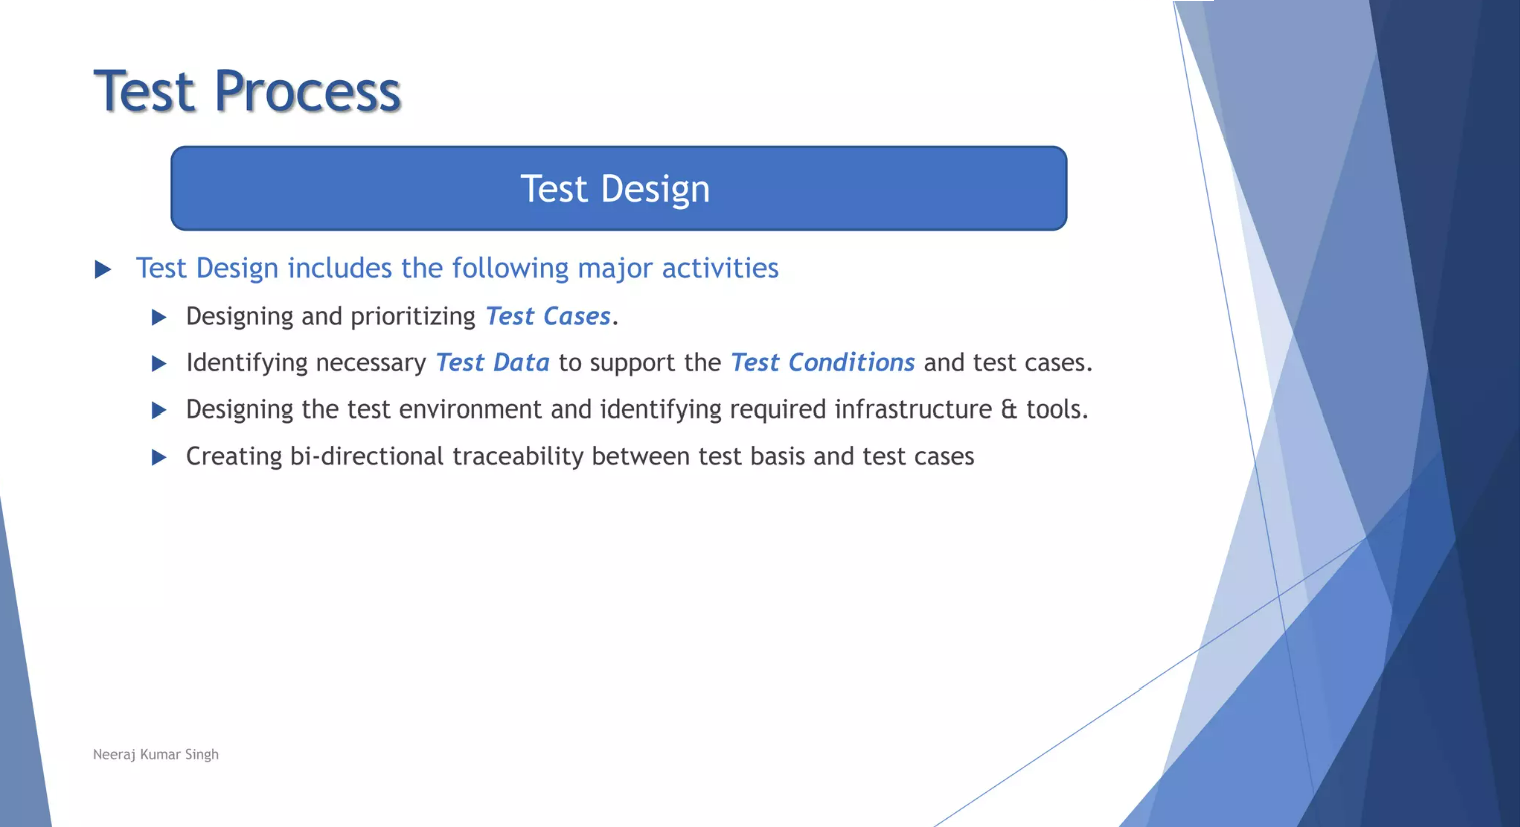 Test Process
Test Design
Test Design includes the following major activities
Designing and prioritizing Test Cases.
Identifying necessary Test Data to support the Test Conditions and test cases.
Designing the test environment and identifying required infrastructure & tools.
Creating bi-directional traceability between test basis and test cases
Neeraj Kumar Singh